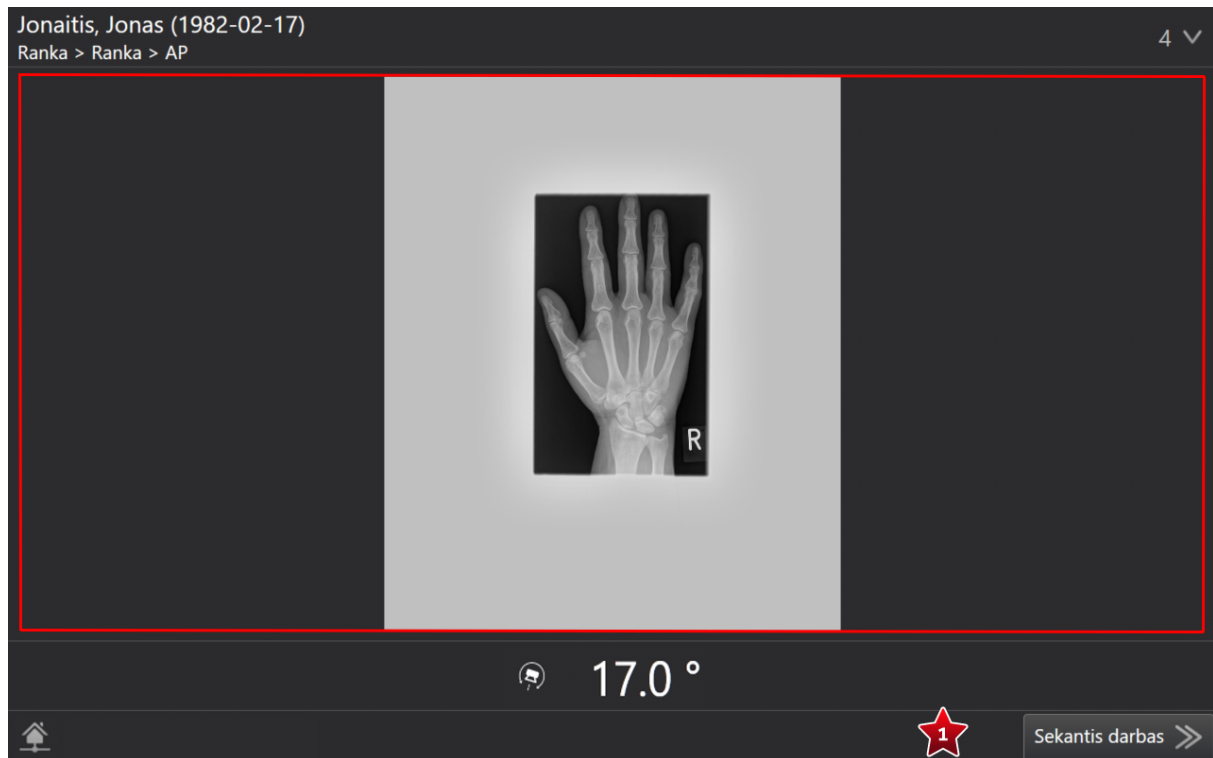 Jonaitis, Jonas (1982-02-17)
Ranka > Ranka > AP
4
R
17.0 °
1
Sekantis darbas